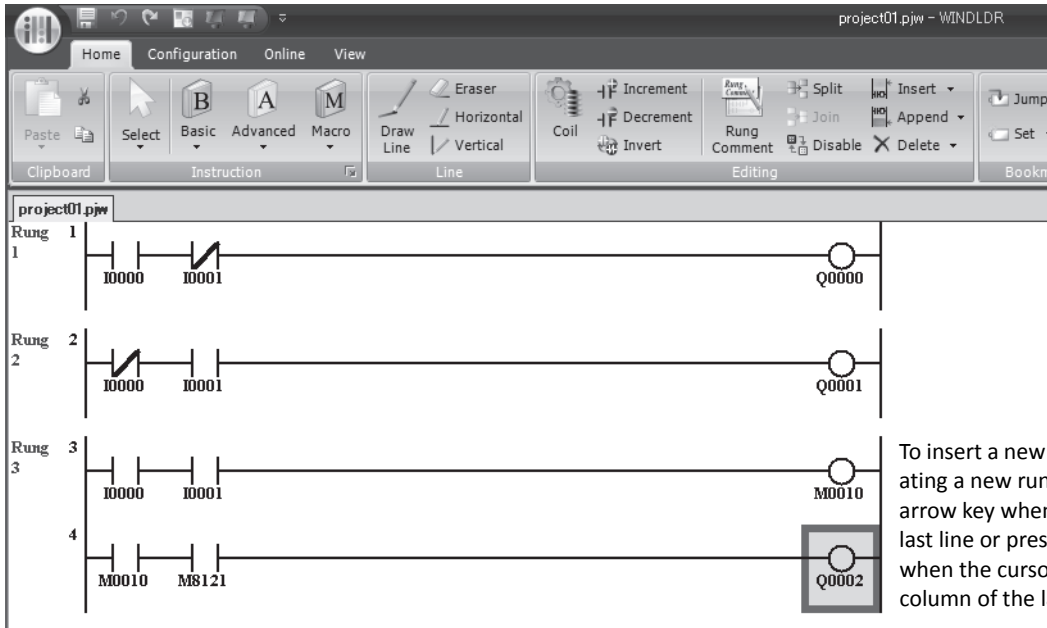 project01.pjw - WINDLDR
Home Configuration Online View
Paste
Clipboard
Select
Basic
Advanced
Macro
Instruction
Draw Line
Eraser
Horizontal
Vertical
Line
Coil
Increment
Decrement
Invert
Rung Comment
Split
Join
Disable
Insert
Append
Delete
Editing
Jump
Set
Bookm
project01.pjw
Rung 1
1
I0000 I0001 Q0000
Rung 2
2
I0000 I0001 Q0001
Rung 3
3
I0000 I0001 M0010
4
M0010 M8121 Q0002
To insert a new
ating a new run
arrow key when
last line or pres
when the curso
column of the l